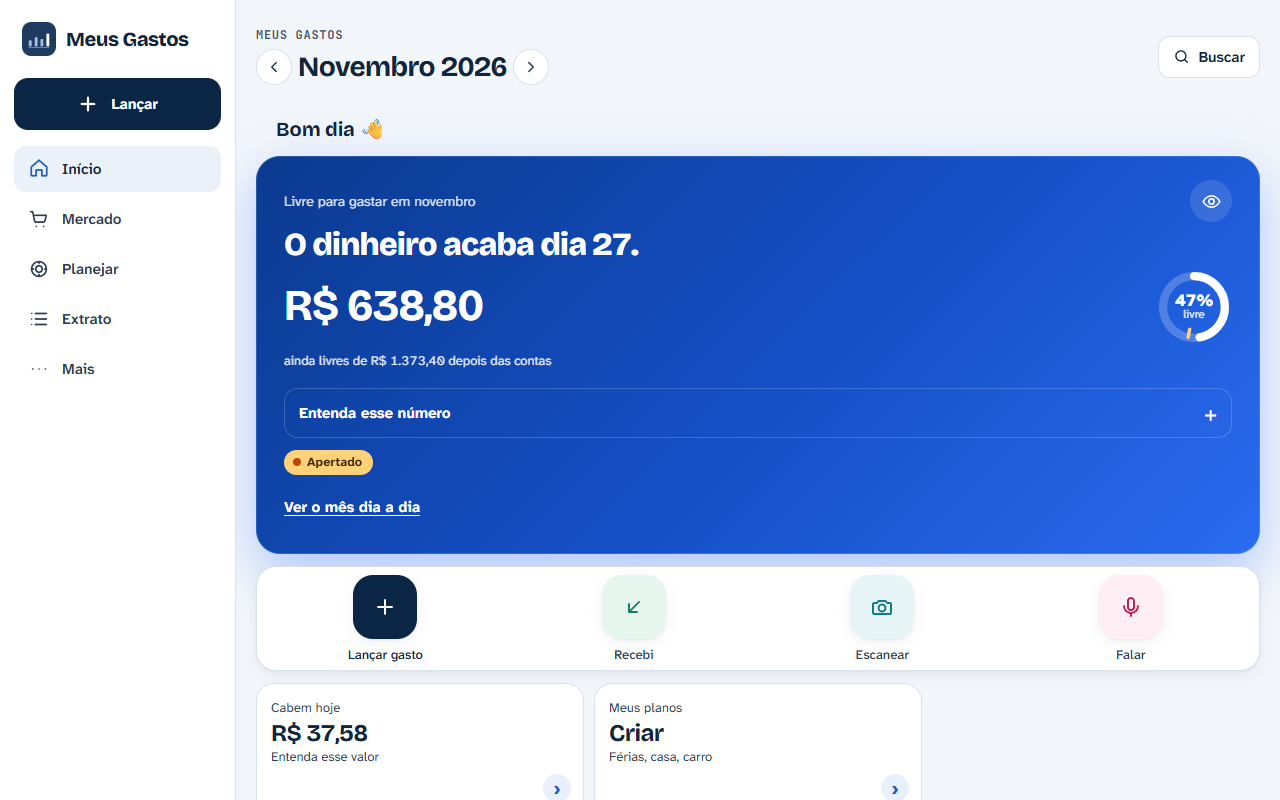 Meus Gastos
Lançar
Início
Mercado
Planejar
Extrato
Mais
MEUS GASTOS
Novembro 2026
Buscar
Bom dia 👋
Livre para gastar em novembro
O dinheiro acaba dia 27.
R$ 638,80
47%
livre
ainda livres de R$ 1.373,40 depois das contas
Entenda esse número
Apertado
Ver o mês dia a dia
Lançar gasto
Recebi
Escanear
Falar
Cabem hoje
R$ 37,58
Entenda esse valor
Meus planos
Criar
Férias, casa, carro